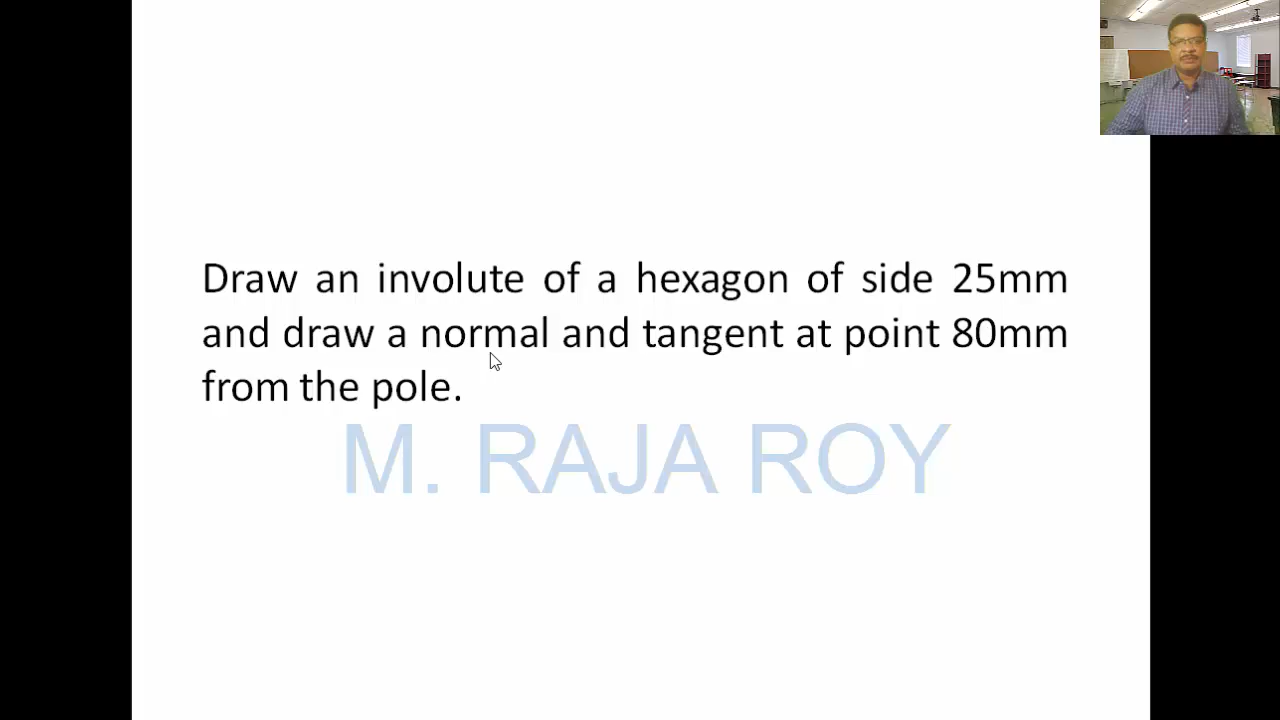 Draw an involute of a hexagon of side 25mm
and draw a normal and tangent at point 80mm
from the pole.
M. RAJA ROY